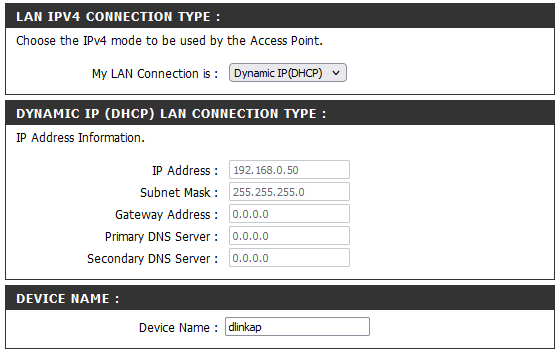 LAN IPV4 CONNECTION TYPE :
Choose the IPv4 mode to be used by the Access Point.
My LAN Connection is : Dynamic IP(DHCP)
DYNAMIC IP (DHCP) LAN CONNECTION TYPE :
IP Address Information.
IP Address : 192.168.0.50
Subnet Mask : 255.255.255.0
Gateway Address : 0.0.0.0
Primary DNS Server : 0.0.0.0
Secondary DNS Server : 0.0.0.0
DEVICE NAME :
Device Name : dlinkap